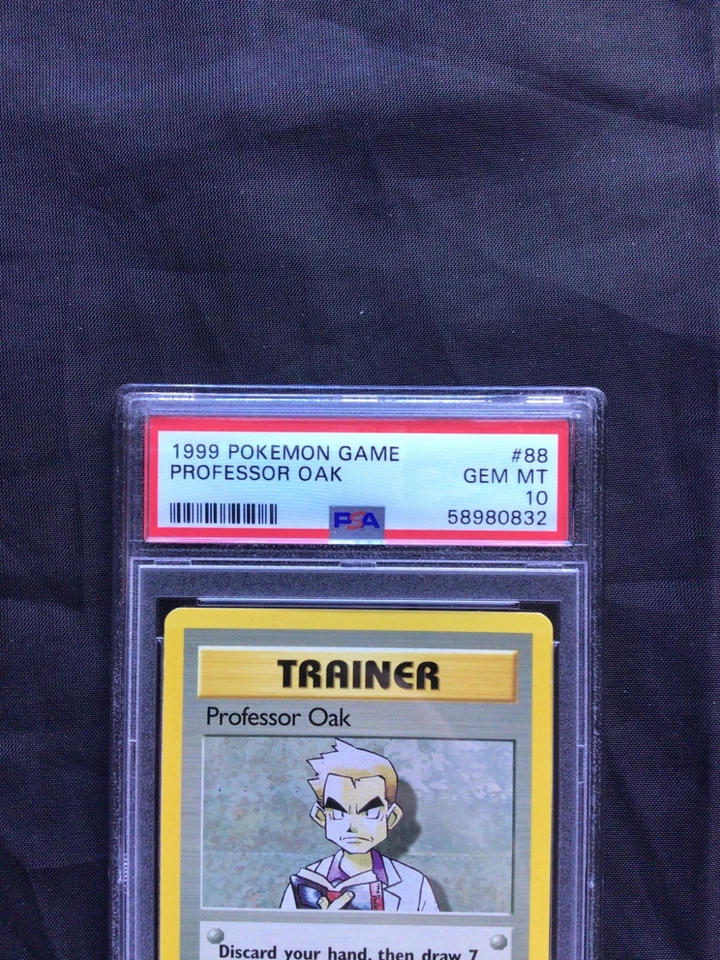 1999 POKEMON GAME #88
PROFESSOR OAK GEM MT
10
PSA 58980832
TRAINER
Professor Oak
Discard your hand, then draw 7